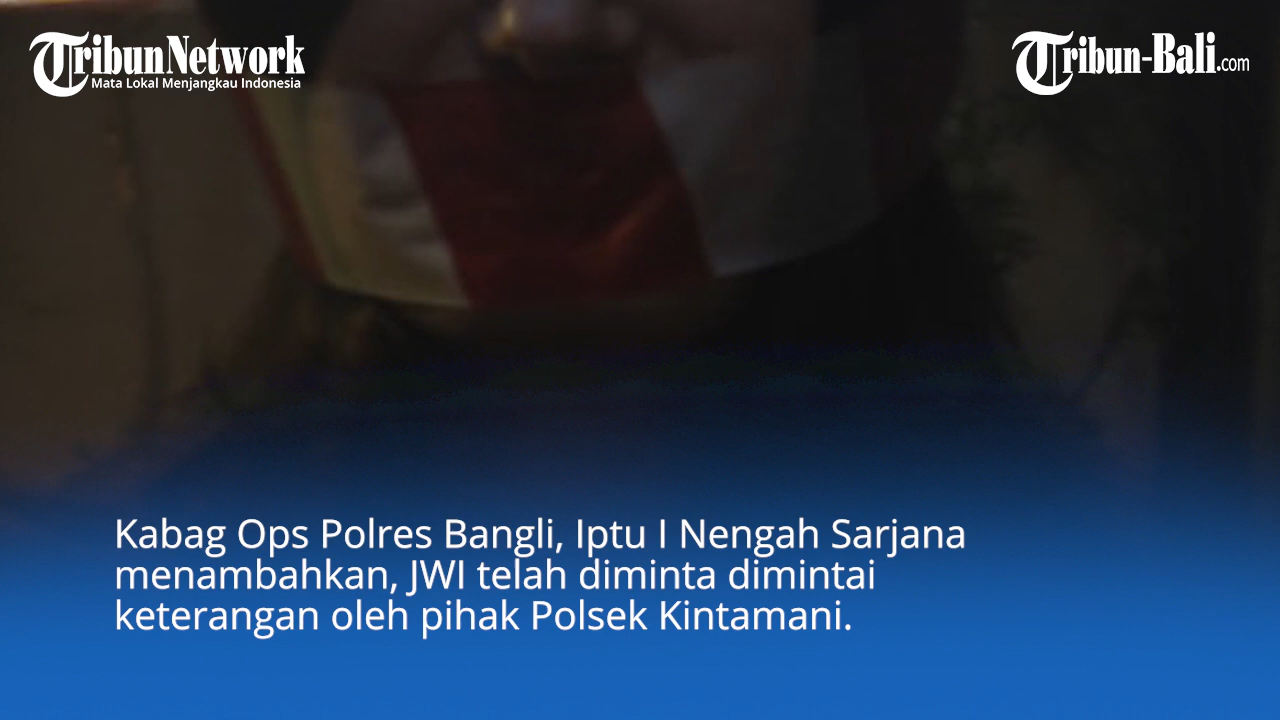 TribunNetwork
Mata Lokal Menjangkau Indonesia
Tribun-Bali.com
Kabag Ops Polres Bangli, Iptu I Nengah Sarjana
menambahkan, JWI telah diminta dimintai
keterangan oleh pihak Polsek Kintamani.